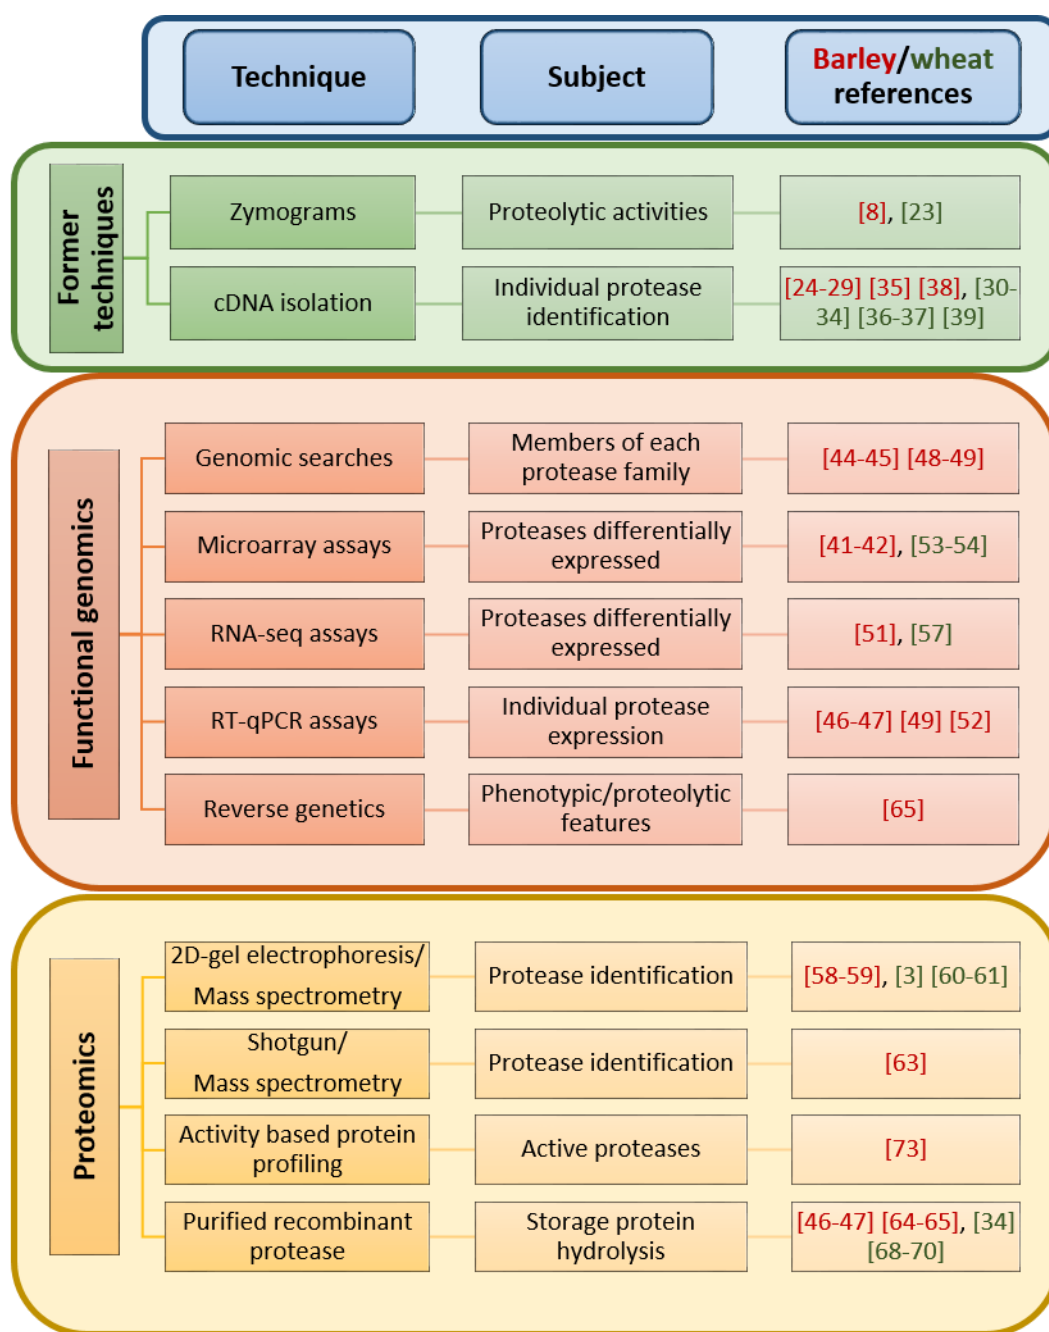 Technique
Subject
Barley/wheat
references
Former
techniques
Zymograms
Proteolytic activities
[8], [23]
cDNA isolation
Individual protease
identification
[24-29] [35] [38], [30-
34] [36-37] [39]
Functional genomics
Genomic searches
Members of each
protease family
[44-45] [48-49]
Microarray assays
Proteases differentially
expressed
[41-42], [53-54]
RNA-seq assays
Proteases differentially
expressed
[51], [57]
RT-qPCR assays
Individual protease
expression
[46-47] [49] [52]
Reverse genetics
Phenotypic/proteolytic
features
[65]
Proteomics
2D-gel electrophoresis/
Mass spectrometry
Protease identification
[58-59], [3] [60-61]
Shotgun/
Mass spectrometry
Protease identification
[63]
Activity based protein
profiling
Active proteases
[73]
Purified recombinant
protease
Storage protein
hydrolysis
[46-47] [64-65], [34]
[68-70]